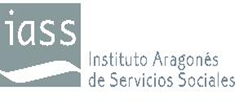 iass
Instituto Aragonés
de Servicios Sociales